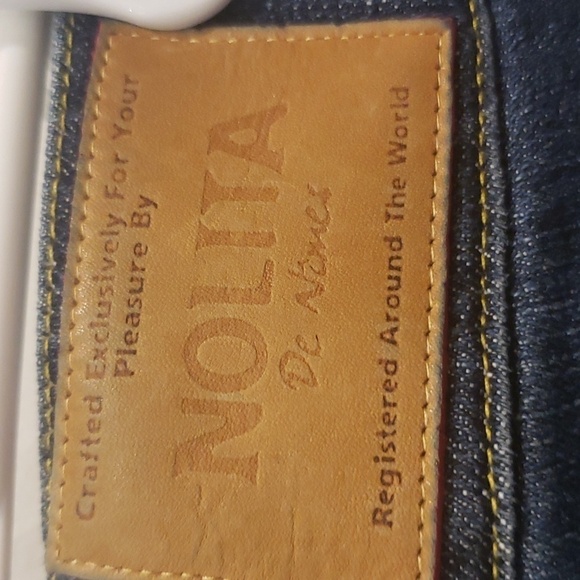 Crafted Exclusively For Your
Pleasure By
NOLITA
De Nimes
Registered Around The World